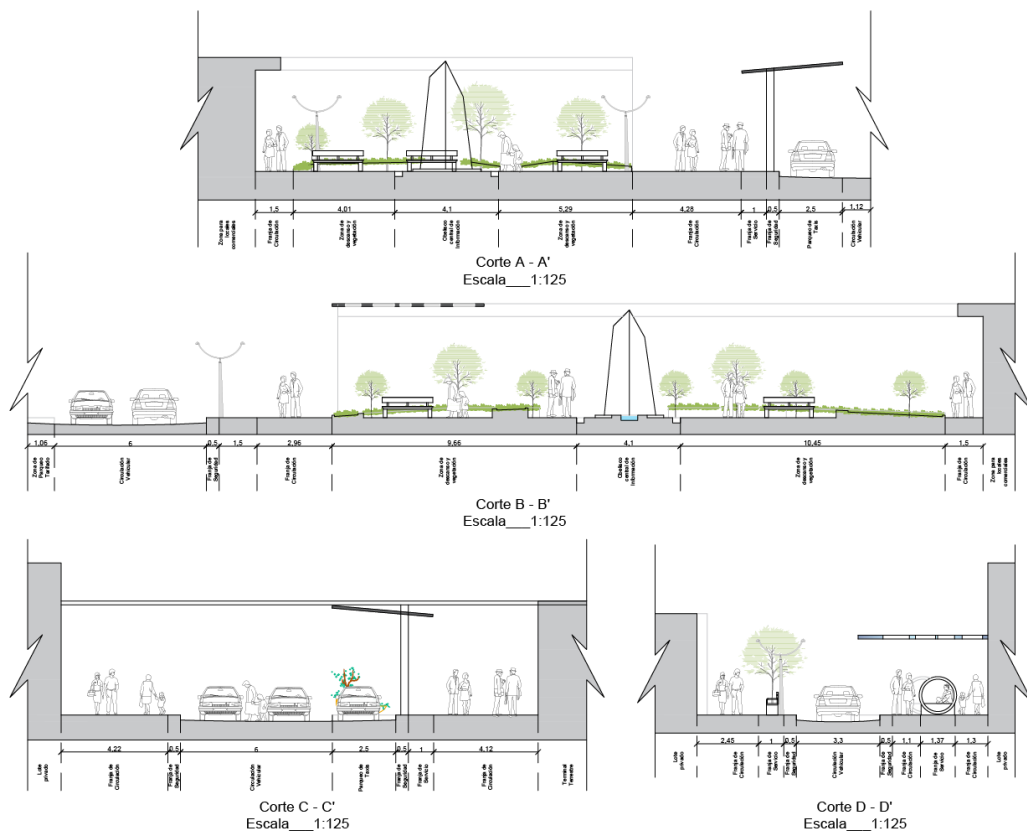 1,5 4,01 4,1 5,29 4,28 1 0,5 2,5 1,12
Zona para locales comerciales
Franja de Circulación
Zona de descanso y vegetación
Obelisco central de Información
Zona de descanso y vegetación
Franja de Circulación
Franja de Servicio
Franja de Seguridad
Parqueo de Taxis
Circulación Vehicular
Corte A - A'
Escala___1:125
1,06 6 0,5 1,5 2,96 9,66 4,1 10,45 1,5
Zona de Parqueo Tarifado
Circulación Vehicular
Franja de Seguridad
Franja de Circulación
Zona de descanso y vegetación
Obelisco central de Información
Zona de descanso y vegetación
Franja de Circulación
Zona para locales comerciales
Corte B - B'
Escala___1:125
4,22 0,5 6 2,5 0,5 1 4,12
Lote privado
Franja de Circulación
Franja de Seguridad
Circulación Vehicular
Parqueo de Taxis
Franja de Seguridad
Franja de Servicio
Franja de Circulación
Terminal Terrestre
Corte C - C'
Escala___1:125
2,45 1 0,5 3,3 0,5 1,1 1,37 1,3
Lote privado
Franja de Circulación
Franja de Servicio
Franja de Seguridad
Circulación Vehicular
Franja de Seguridad
Franja de Circulación
Franja de Servicio
Franja de Circulación
Lote privado
Corte D - D'
Escala___1:125